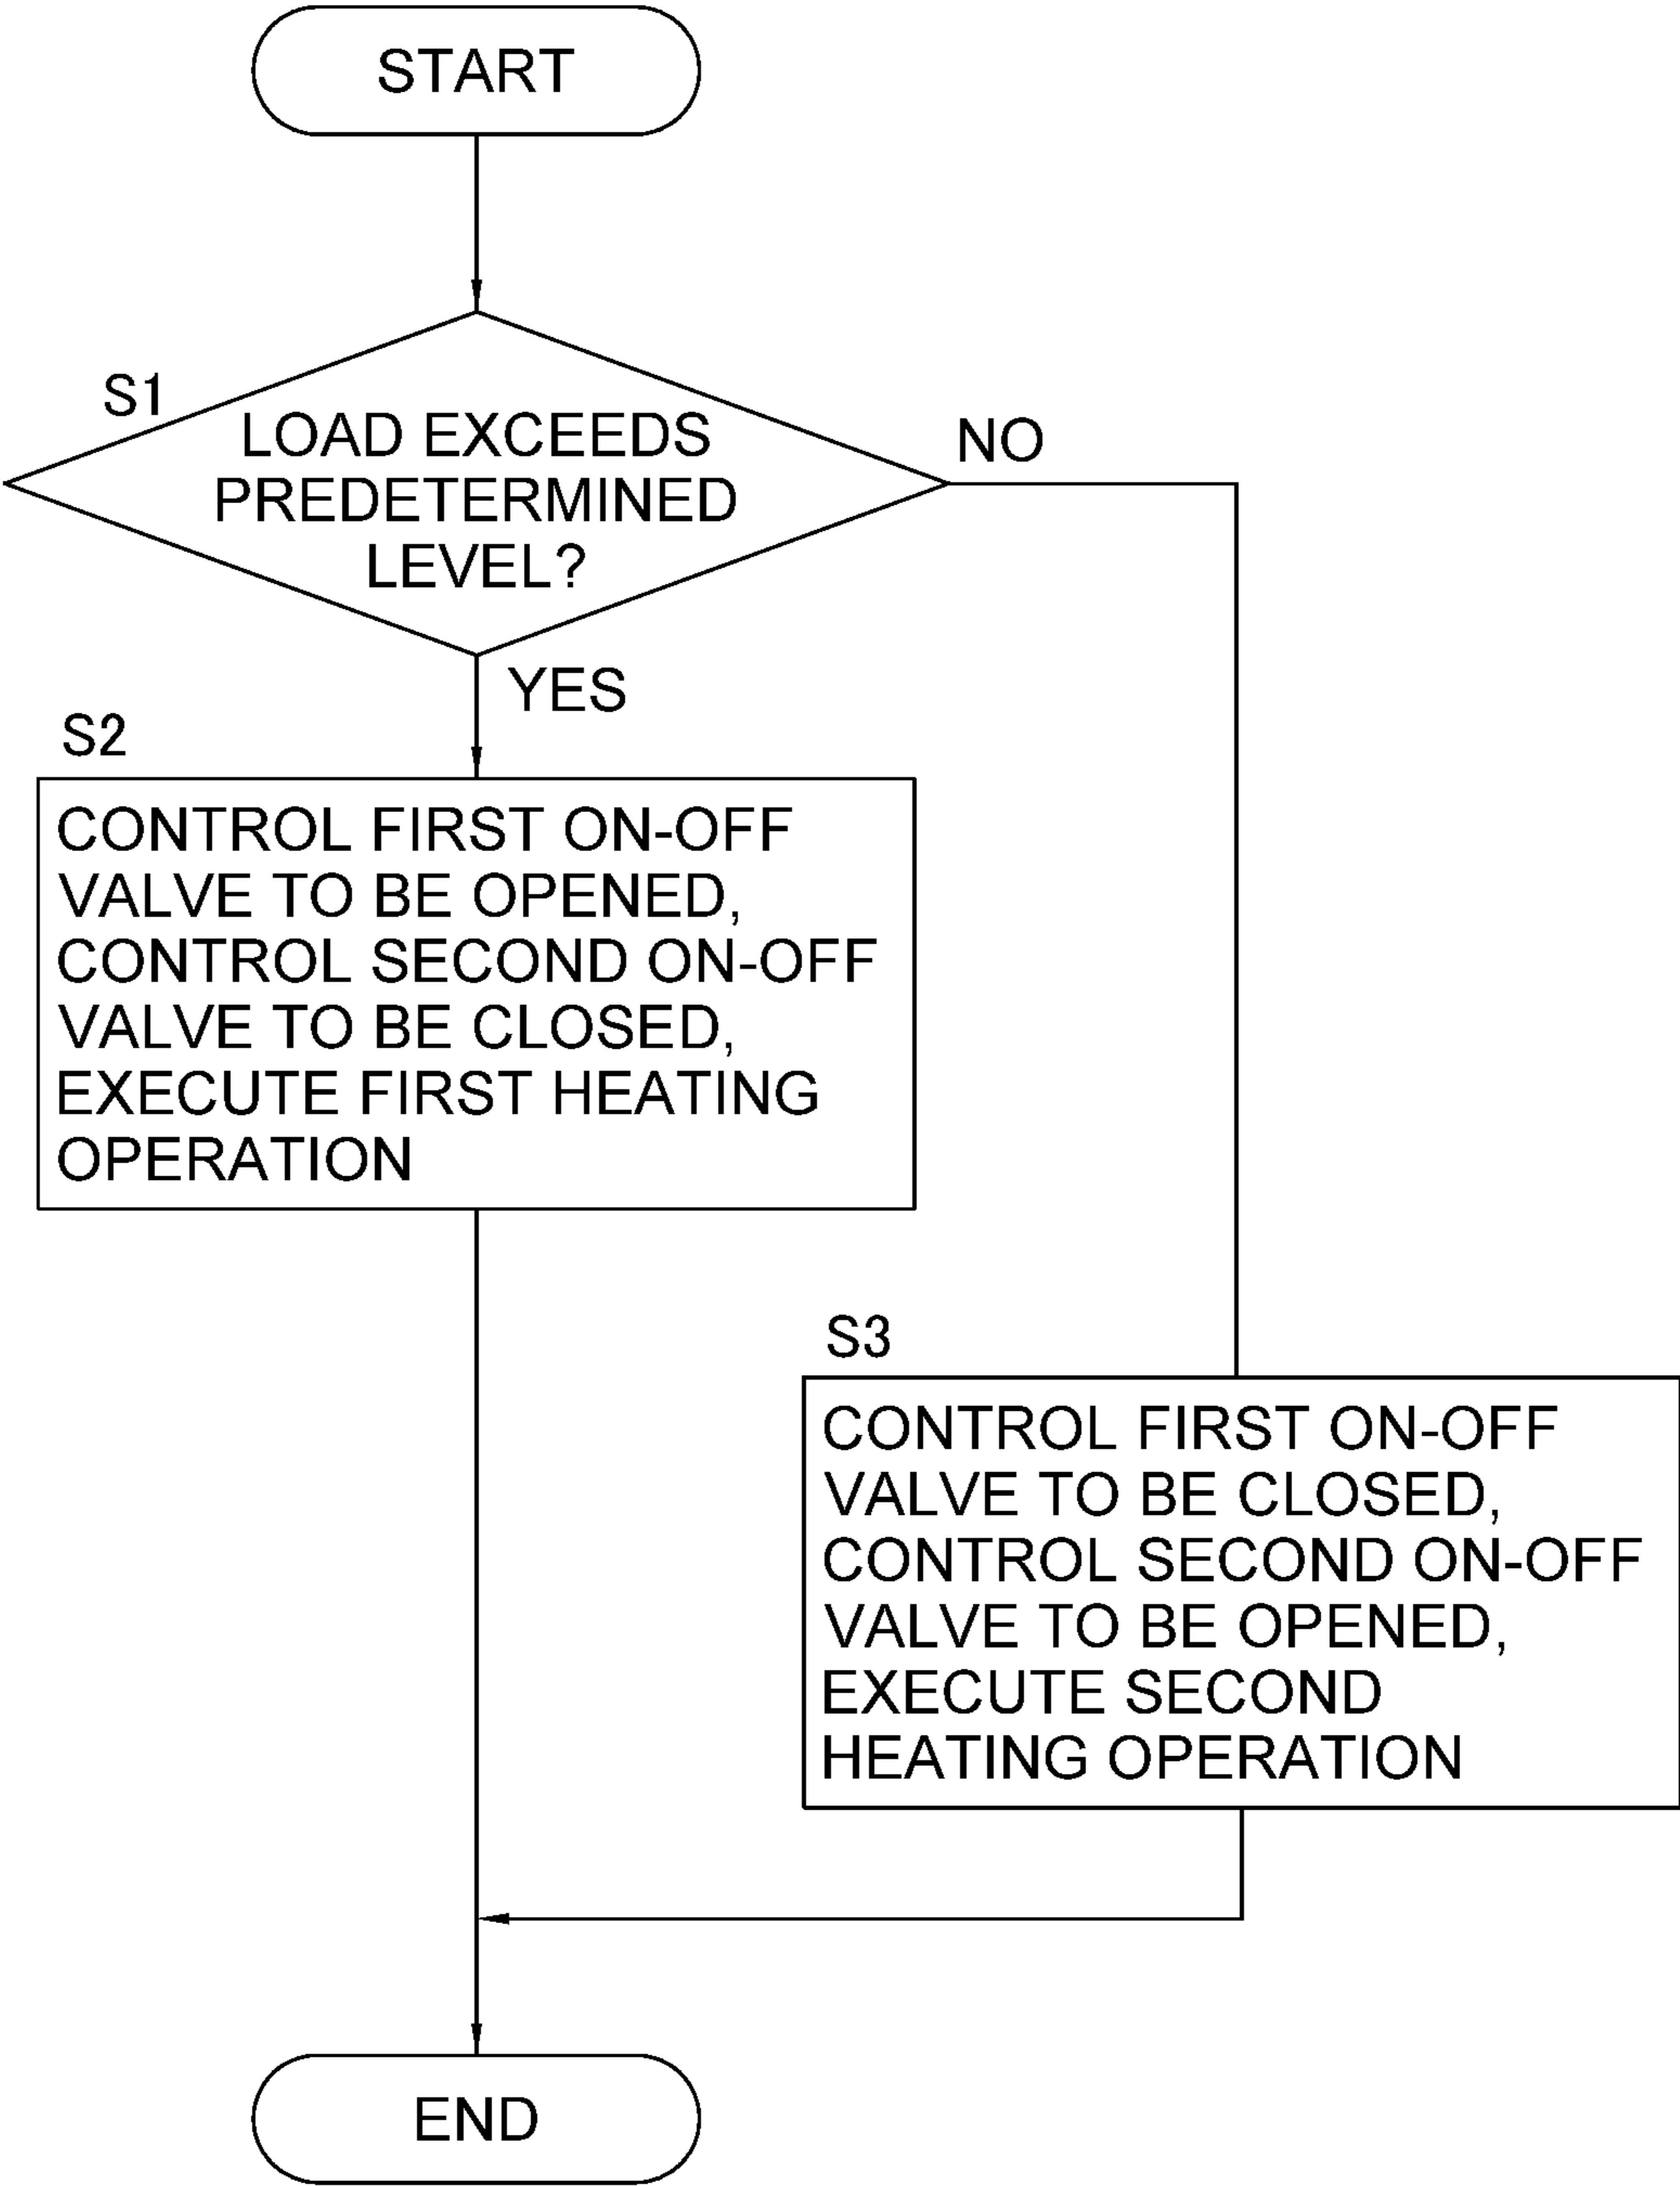 START
S1
LOAD EXCEEDS
PREDETERMINED
LEVEL?
NO
YES
S2
CONTROL FIRST ON-OFF
VALVE TO BE OPENED,
CONTROL SECOND ON-OFF
VALVE TO BE CLOSED,
EXECUTE FIRST HEATING
OPERATION
S3
CONTROL FIRST ON-OFF
VALVE TO BE CLOSED,
CONTROL SECOND ON-OFF
VALVE TO BE OPENED,
EXECUTE SECOND
HEATING OPERATION
END